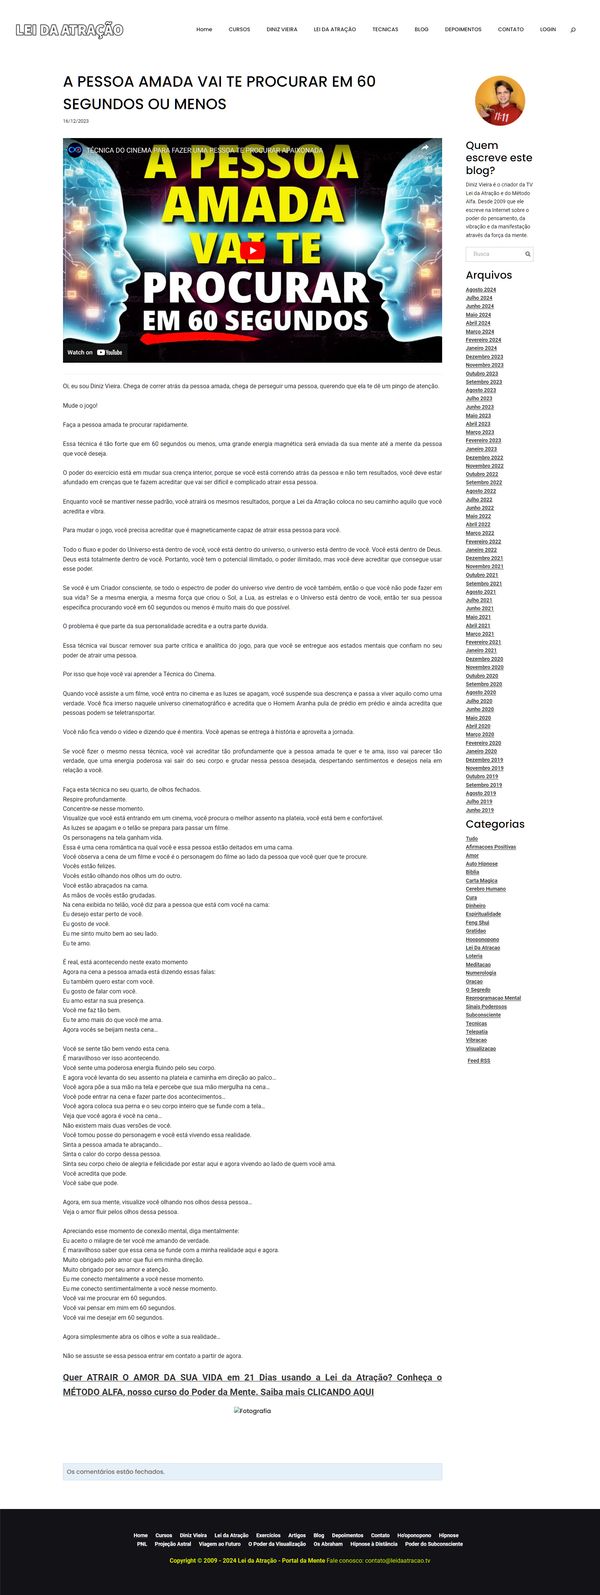 LEI DA ATRAÇÃO
Home CURSOS DINIZ VIEIRA LEI DA ATRAÇÃO TECNICAS BLOG DEPOIMENTOS CONTATO LOGIN
A PESSOA AMADA VAI TE PROCURAR EM 60
SEGUNDOS OU MENOS
16/12/2023
TÉCNICA DO CINEMA PARA FAZER UMA PESSOA TE PROCURAR APAIXONADA
A PESSOA
AMADA
VAI TE
PROCURAR
EM 60 SEGUNDOS
Watch on YouTube
Oi, eu sou Diniz Vieira. Chega de correr atrás da pessoa amada, chega de perseguir uma pessoa, querendo que ela te dê um pingo de atenção.
Mude o jogo!
Faça a pessoa amada te procurar rapidamente.
Essa técnica é tão forte que em 60 segundos ou menos, uma grande energia magnética será enviada da sua mente até a mente da pessoa
que você deseja.
O poder do exercício está em mudar sua crença interior, porque se você está correndo atrás da pessoa e não tem resultados, você deve estar
afundado em crenças que te fazem acreditar que vai ser difícil e complicado atrair essa pessoa.
Enquanto você se mantiver nesse padrão, você atrairá os mesmos resultados, porque a Lei da Atração coloca no seu caminho aquilo que você
acredita e vibra.
Para mudar o jogo, você precisa acreditar que é magneticamente capaz de atrair essa pessoa para você.
Todo o fluxo e poder do Universo está dentro de você, você está dentro do universo, o universo está dentro de você. Você está dentro de Deus.
Deus está totalmente dentro de você. Portanto, você tem o potencial ilimitado, o poder ilimitado, mas você deve acreditar que consegue usar
esse poder.
Se você é um Criador consciente, se todo o espectro de poder do universo vive dentro de você também, então o que você não pode fazer em
sua vida? Se a mesma energia, a mesma força que criou o Sol, a Lua, as estrelas e o Universo está dentro de você, então ter sua pessoa
específica procurando você em 60 segundos ou menos é muito mais do que possível.
O problema é que parte da sua personalidade acredita e a outra parte duvida.
Essa técnica vai buscar remover sua parte crítica e analítica do jogo, para que você se entregue aos estados mentais que confiam no seu
poder de atrair uma pessoa.
Por isso que hoje você vai aprender a Técnica do Cinema.
Quando você assiste a um filme, você entra no cinema e as luzes se apagam, você suspende sua descrença e passa a viver aquilo como uma
verdade. Você fica imerso naquele universo cinematográfico e acredita que o Homem Aranha pula de prédio em prédio e ainda acredita que
pessoas podem se teletransportar.
Você não fica vendo o vídeo e dizendo que é mentira. Você apenas se entrega à história e aproveita a jornada.
Se você fizer o mesmo nessa técnica, você vai acreditar tão profundamente que a pessoa amada te quer e te ama, isso vai parecer tão
verdade, que uma energia poderosa vai sair do seu corpo e grudar nessa pessoa desejada, despertando sentimentos e desejos nela em
relação a você.
Faça esta técnica no seu quarto, de olhos fechados.
Respire profundamente.
Concentre-se nesse momento.
Visualize que você está entrando em um cinema, você procura o melhor assento na plateia, você está bem e confortável.
As luzes se apagam e o telão se prepara para passar um filme.
Os personagens na tela ganham vida.
Essa é uma cena romântica na qual você e essa pessoa estão deitados em uma cama.
Você observa a cena de um filme e você é o personagem do filme ao lado da pessoa que você quer que te procure.
Vocês estão felizes.
Vocês estão olhando nos olhos um do outro.
Você estão abraçados na cama.
As mãos de vocês estão grudadas.
Na cena exibida no telão, você diz para a pessoa que está com você na cama:
Eu desejo estar perto de você.
Eu gosto de você.
Eu me sinto muito bem ao seu lado.
Eu te amo.
É real, está acontecendo neste exato momento
Agora na cena a pessoa amada está dizendo essas falas:
Eu também quero estar com você.
Eu gosto de falar com você.
Eu amo estar na sua presença.
Você me faz tão bem.
Eu te amo mais do que você me ama.
Agora vocês se beijam nesta cena...
Você se sente tão bem vendo esta cena.
É maravilhoso ver isso acontecendo.
Você sente uma poderosa energia fluindo pelo seu corpo.
E agora você levanta do seu assento na plateia e caminha em direção ao palco...
Você agora põe a sua mão na tela e percebe que sua mão mergulha na cena...
Você pode entrar na cena e fazer parte dos acontecimentos...
Você agora coloca sua perna e o seu corpo inteiro que se funde com a tela...
Veja que você agora é você na cena...
Não existem mais duas versões de você.
Você tomou posse do personagem e você está vivendo essa realidade.
Sinta a pessoa amada te abraçando...
Sinta o calor do corpo dessa pessoa.
Sinta seu corpo cheio de alegria e felicidade por estar aqui e agora vivendo ao lado de quem você ama.
Você acredita que pode.
Você sabe que pode.
Agora, em sua mente, visualize você olhando nos olhos dessa pessoa...
Veja o amor fluir pelos olhos dessa pessoa.
Apreciando esse momento de conexão mental, diga mentalmente:
Eu aceito o milagre de ter você me amando de verdade.
É maravilhoso saber que essa cena se funde com a minha realidade aqui e agora.
Muito obrigado pelo amor que flui em minha direção.
Muito obrigado por seu amor e atenção.
Eu me conecto mentalmente a você nesse momento.
Eu me conecto sentimentalmente a você nesse momento.
Você vai me procurar em 60 segundos.
Você vai pensar em mim em 60 segundos.
Você vai me desejar em 60 segundos.
Agora simplesmente abra os olhos e volte a sua realidade...
Não se assuste se essa pessoa entrar em contato a partir de agora.
Quer ATRAIR O AMOR DA SUA VIDA em 21 Dias usando a Lei da Atração? Conheça o
MÉTODO ALFA, nosso curso do Poder da Mente. Saiba mais CLICANDO AQUI
Fotografia
Os comentários estão fechados.
11:11
Quem
escreve este
blog?
Diniz Vieira é o criador da TV
Lei da Atração e do Método
Alfa. Desde 2009 que ele
escreve na internet sobre o
poder do pensamento, da
vibração e da manifestação
através da força da mente.
Busca
Arquivos
Agosto 2024
Julho 2024
Junho 2024
Maio 2024
Abril 2024
Março 2024
Fevereiro 2024
Janeiro 2024
Dezembro 2023
Novembro 2023
Outubro 2023
Setembro 2023
Agosto 2023
Julho 2023
Junho 2023
Maio 2023
Abril 2023
Março 2023
Fevereiro 2023
Janeiro 2023
Dezembro 2022
Novembro 2022
Outubro 2022
Setembro 2022
Agosto 2022
Julho 2022
Junho 2022
Maio 2022
Abril 2022
Março 2022
Fevereiro 2022
Janeiro 2022
Dezembro 2021
Novembro 2021
Outubro 2021
Setembro 2021
Agosto 2021
Julho 2021
Junho 2021
Maio 2021
Abril 2021
Março 2021
Fevereiro 2021
Janeiro 2021
Dezembro 2020
Novembro 2020
Outubro 2020
Setembro 2020
Agosto 2020
Julho 2020
Junho 2020
Maio 2020
Abril 2020
Março 2020
Fevereiro 2020
Janeiro 2020
Dezembro 2019
Novembro 2019
Outubro 2019
Setembro 2019
Agosto 2019
Julho 2019
Junho 2019
Categorias
Tudo
Afirmacoes Positivas
Amor
Auto Hipnose
Biblia
Carta Magica
Cerebro Humano
Cura
Dinheiro
Espiritualidade
Feng Shui
Gratidao
Hooponopono
Lei Da Atracao
Loteria
Meditacao
Numerologia
Oracao
O Segredo
Reprogramacao Mental
Sinais Poderosos
Subconsciente
Tecnicas
Telepatia
Vibracao
Visualizacao
Feed RSS
Home Cursos Diniz Vieira Lei da Atração Exercícios Artigos Blog Depoimentos Contato Ho'oponopono Hipnose
PNL Projeção Astral Viagem ao Futuro O Poder da Visualização Os Abraham Hipnose à Distância Poder do Subconsciente
Copyright © 2009 - 2024 Lei da Atração - Portal da Mente Fale conosco: contato@leidaatracao.tv